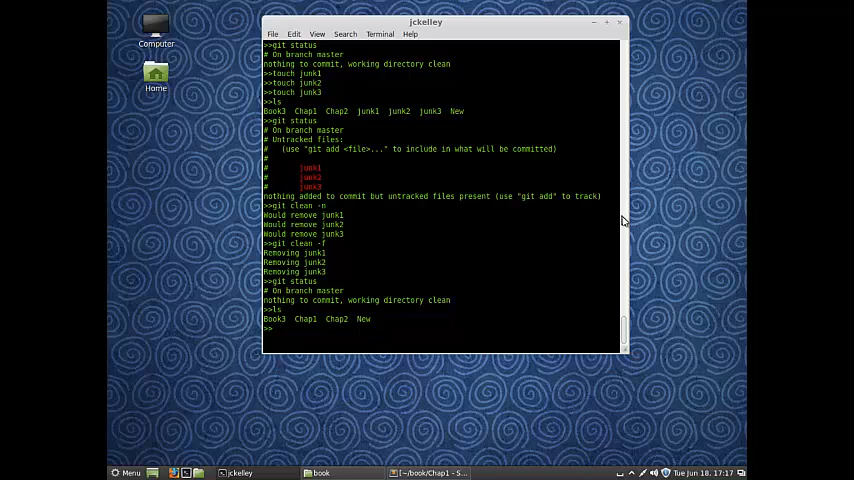 jckelley
Computer
Home
File Edit View Search Terminal Help
>>git status
# On branch master
nothing to commit, working directory clean
>>touch junk1
>>touch junk2
>>touch junk3
>>ls
Book3  Chap1  Chap2  junk1  junk2  junk3  New
>>git status
# On branch master
# Untracked files:
#   (use "git add <file>..." to include in what will be committed)
#
#       junk1
#       junk2
#       junk3
nothing added to commit but untracked files present (use "git add" to track)
>>git clean -n
Would remove junk1
Would remove junk2
Would remove junk3
>>git clean -f
Removing junk1
Removing junk2
Removing junk3
>>git status
# On branch master
nothing to commit, working directory clean
>>ls
Book3  Chap1  Chap2  New
>>
Menu jckelley book [~/book/Chap1 - S... Tue Jun 18, 17:17